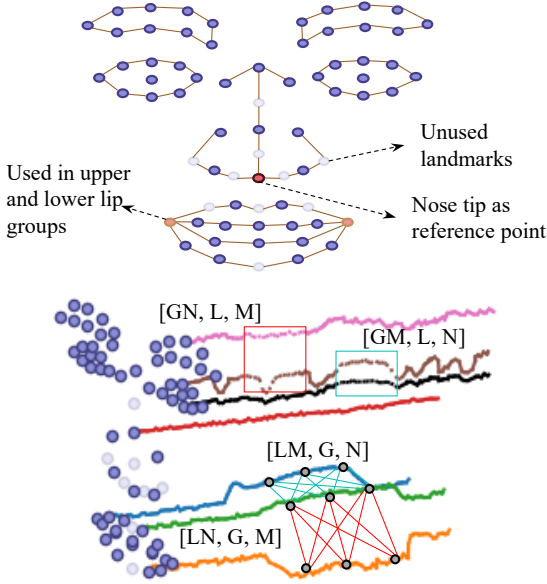 Unused
landmarks
Used in upper
and lower lip
groups
Nose tip as
reference point
[GN, L, M]
[GM, L, N]
[LM, G, N]
[LN, G, M]